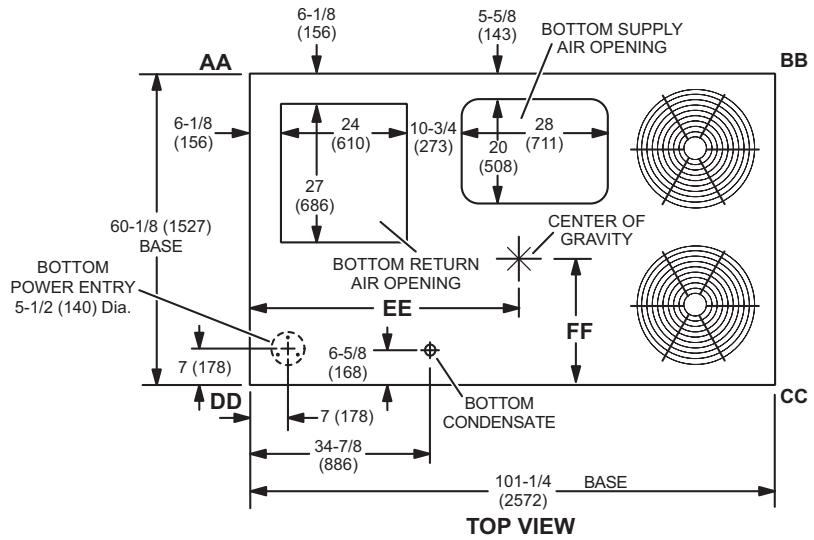 6-1/8
(156)
5-5/8
(143)
BOTTOM SUPPLY
AIR OPENING
AA
BB
6-1/8
(156)
24
(610)
10-3/4
(273)
28
(711)
20
(508)
27
(686)
60-1/8 (1527)
BASE
CENTER OF
GRAVITY
BOTTOM
POWER ENTRY
5-1/2 (140) Dia.
BOTTOM RETURN
AIR OPENING
EE
FF
7 (178)
6-5/8
(168)
DD
CC
7 (178)
BOTTOM
CONDENSATE
34-7/8
(886)
101-1/4
(2572)
BASE
TOP VIEW